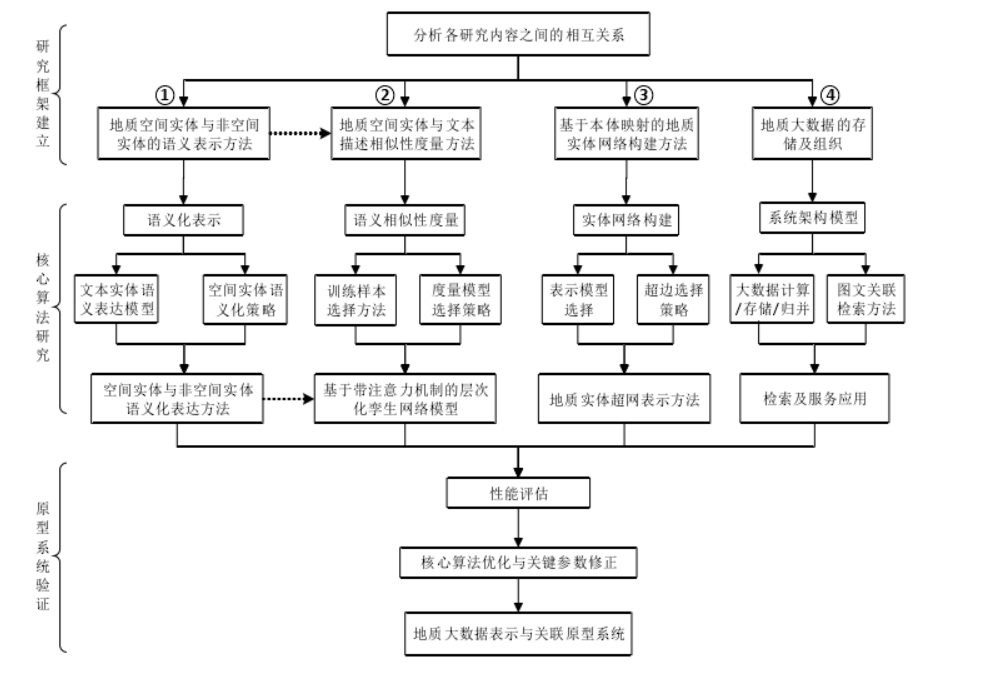 分析各研究内容之间的相互关系
研究框架建立
①
②
③
④
地质空间实体与非空间
实体的语义表示方法
地质空间实体与文本
描述相似性度量方法
基于本体映射的地质
实体网络构建方法
地质大数据的存
储及组织
核心算法研究
语义化表示
语义相似性度量
实体网络构建
系统架构模型
文本实体语
义表达模型
空间实体语
义化策略
训练样本
选择方法
度量模型
选择策略
表示模型
选择
超边选择
策略
大数据计算
/存储/归并
图文关联
检索方法
空间实体与非空间实体
语义化表达方法
基于带注意力机制的层次
化孪生网络模型
地质实体超网表示方法
检索及服务应用
原型系统验证
性能评估
核心算法优化与关键参数修正
地质大数据表示与关联原型系统